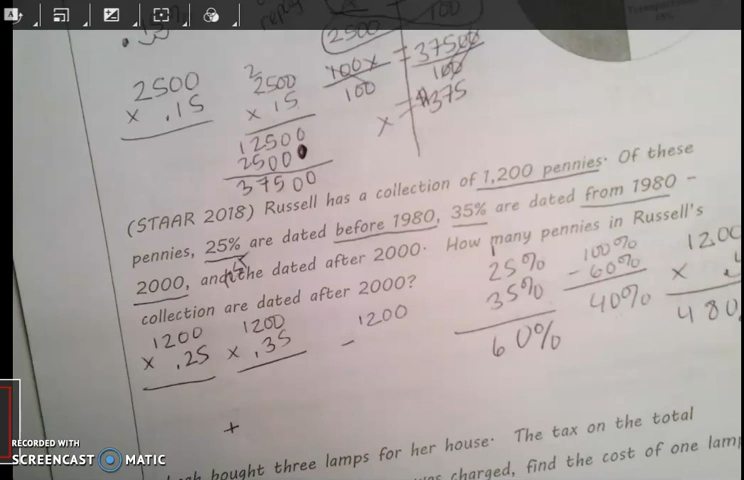 reply
100
2500
2500
x .15
2
2500
x 15
12500
25000
37500
100x = 37500
100 100
x = $375
(STAAR 2018) Russell has a collection of 1,200 pennies. Of these
pennies, 25% are dated before 1980, 35% are dated from 1980 -
2000, and the dated after 2000. How many pennies in Russell's
collection are dated after 2000?
1200
x .25
1200
x .35
1200
-
+
1
25%
35%
60%
100%
- 60%
40%
1200
x .4
480
bought three lamps for her house. The tax on the total
was charged, find the cost of one lamp
RECORDED WITH
SCREENCAST MATIC